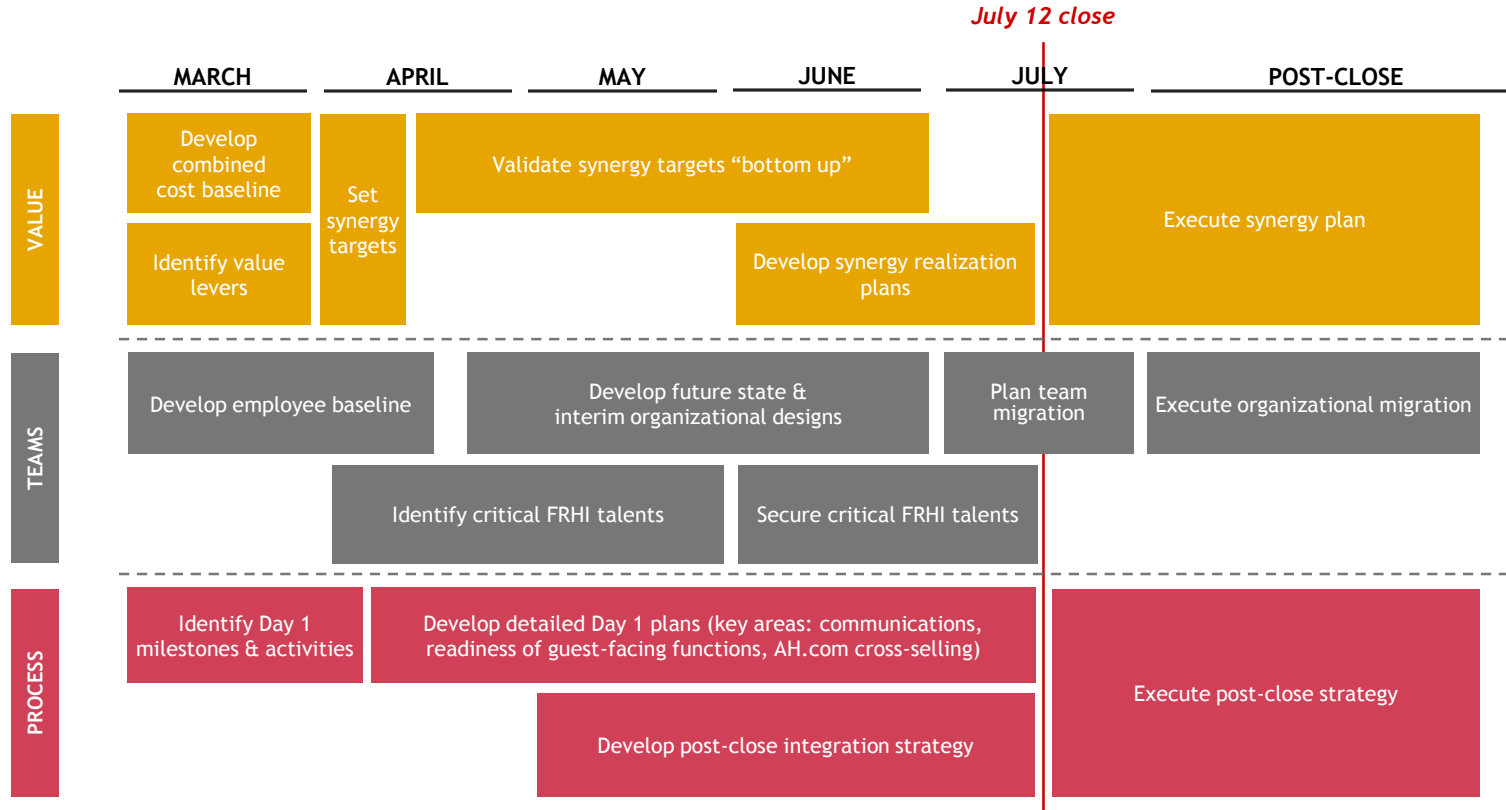 July 12 close
MARCH
APRIL
MAY
JUNE
JULY
POST-CLOSE
VALUE
Develop
combined
cost baseline
Identify value
levers
Set
synergy
targets
Validate synergy targets “bottom up”
Develop synergy realization
plans
Execute synergy plan
TEAMS
Develop employee baseline
Develop future state &
interim organizational designs
Plan team
migration
Execute organizational migration
Identify critical FRHI talents
Secure critical FRHI talents
PROCESS
Identify Day 1
milestones & activities
Develop detailed Day 1 plans (key areas: communications,
readiness of guest-facing functions, AH.com cross-selling)
Develop post-close integration strategy
Execute post-close strategy